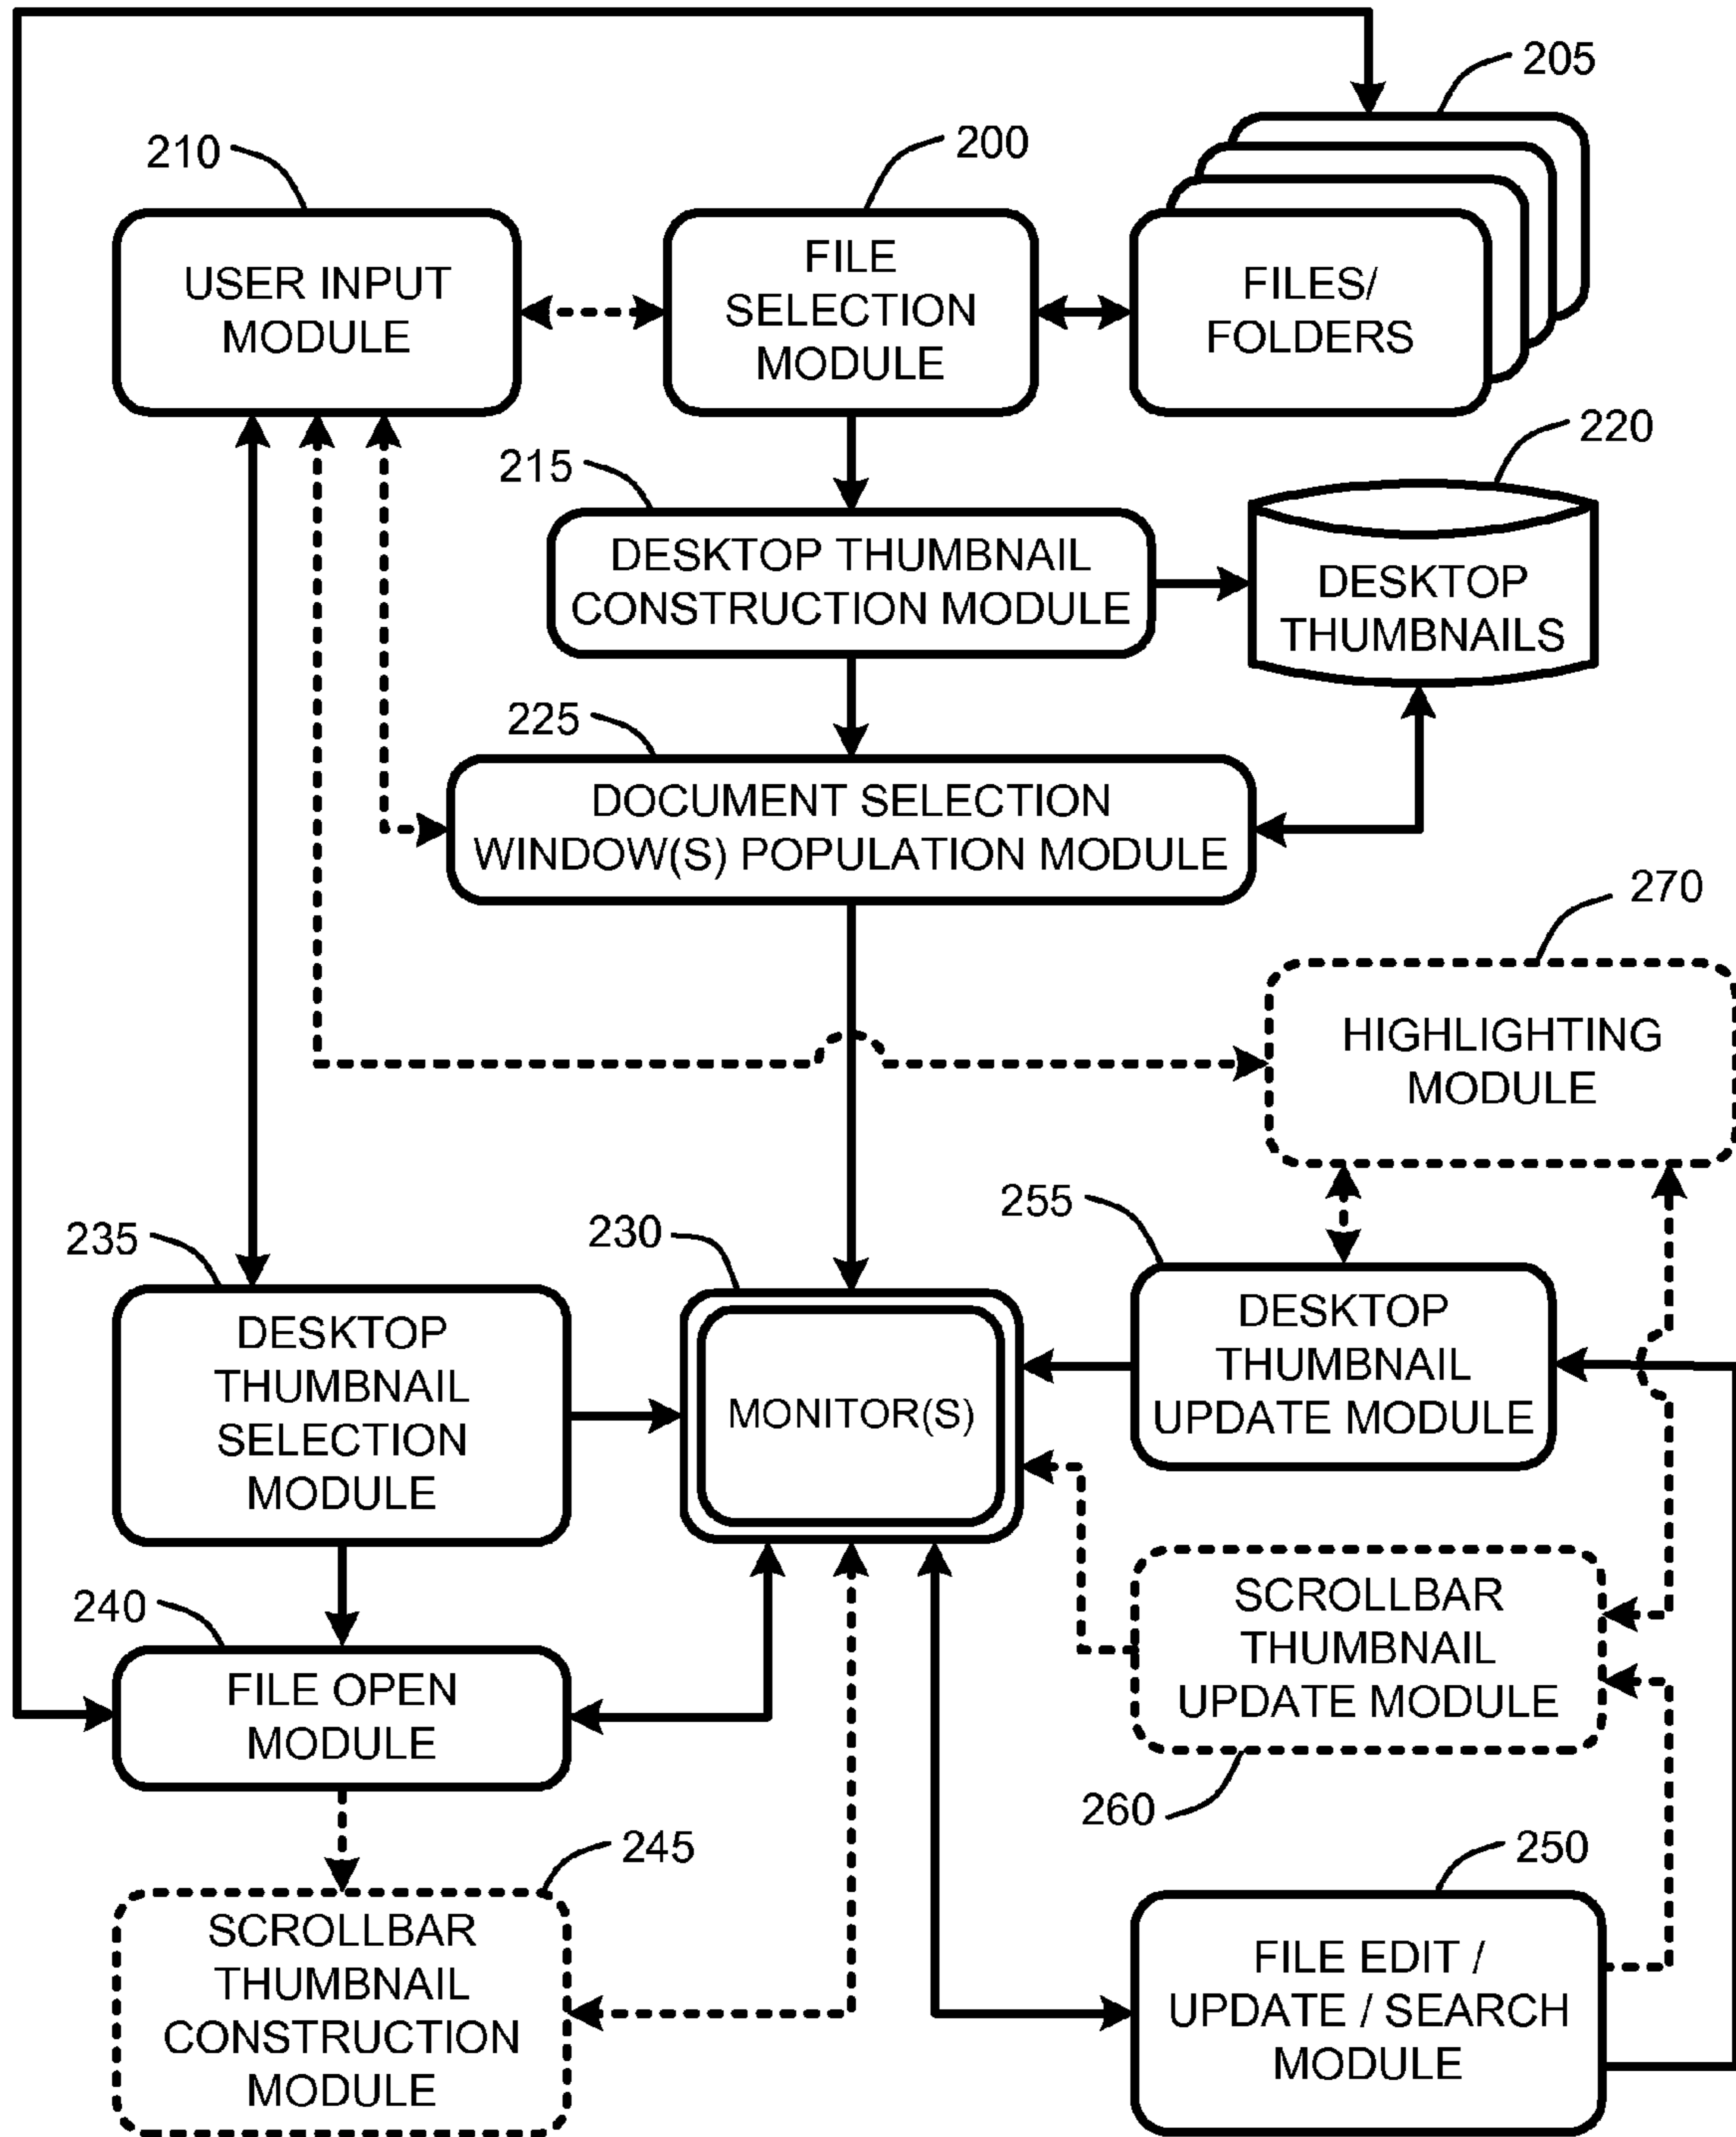 205
210
200
USER INPUT
MODULE
FILE
SELECTION
MODULE
FILES/
FOLDERS
220
215
DESKTOP THUMBNAIL
CONSTRUCTION MODULE
DESKTOP
THUMBNAILS
225
DOCUMENT SELECTION
WINDOW(S) POPULATION MODULE
270
HIGHLIGHTING
MODULE
235
230
255
DESKTOP
THUMBNAIL
SELECTION
MODULE
MONITOR(S)
DESKTOP
THUMBNAIL
UPDATE MODULE
240
FILE OPEN
MODULE
SCROLLBAR
THUMBNAIL
UPDATE MODULE
260
245
250
SCROLLBAR
THUMBNAIL
CONSTRUCTION
MODULE
FILE EDIT /
UPDATE / SEARCH
MODULE